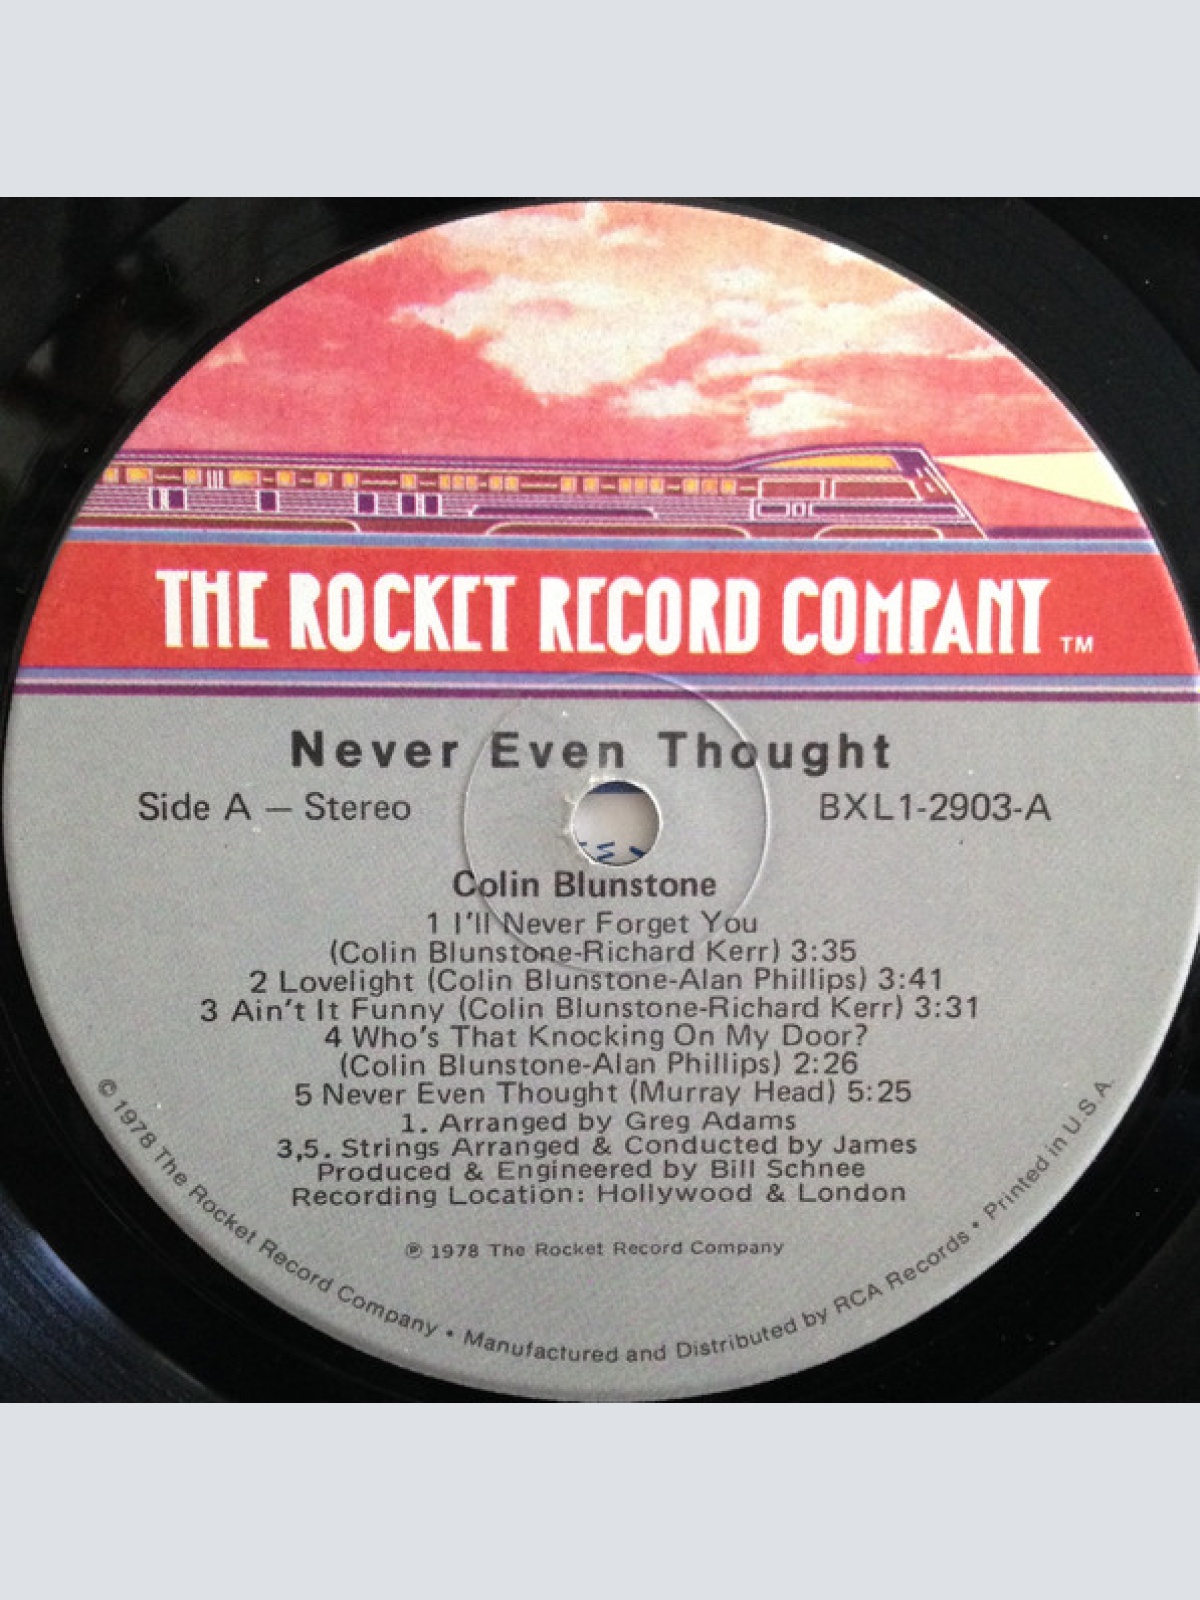 THE ROCKET RECORD COMPANY TM
Never Even Thought
Side A — Stereo
BXL1-2903-A
Colin Blunstone
1 I'll Never Forget You
(Colin Blunstone-Richard Kerr) 3:35
2 Lovelight (Colin Blunstone-Alan Phillips) 3:41
3 Ain't It Funny (Colin Blunstone-Richard Kerr) 3:31
4 Who's That Knocking On My Door?
(Colin Blunstone-Alan Phillips) 2:26
5 Never Even Thought (Murray Head) 5:25
1. Arranged by Greg Adams
3,5. Strings Arranged & Conducted by James
Produced & Engineered by Bill Schnee
Recording Location: Hollywood & London
℗ 1978 The Rocket Record Company
© 1978 The Rocket Record Company • Manufactured and Distributed by RCA Records • Printed in U.S.A.